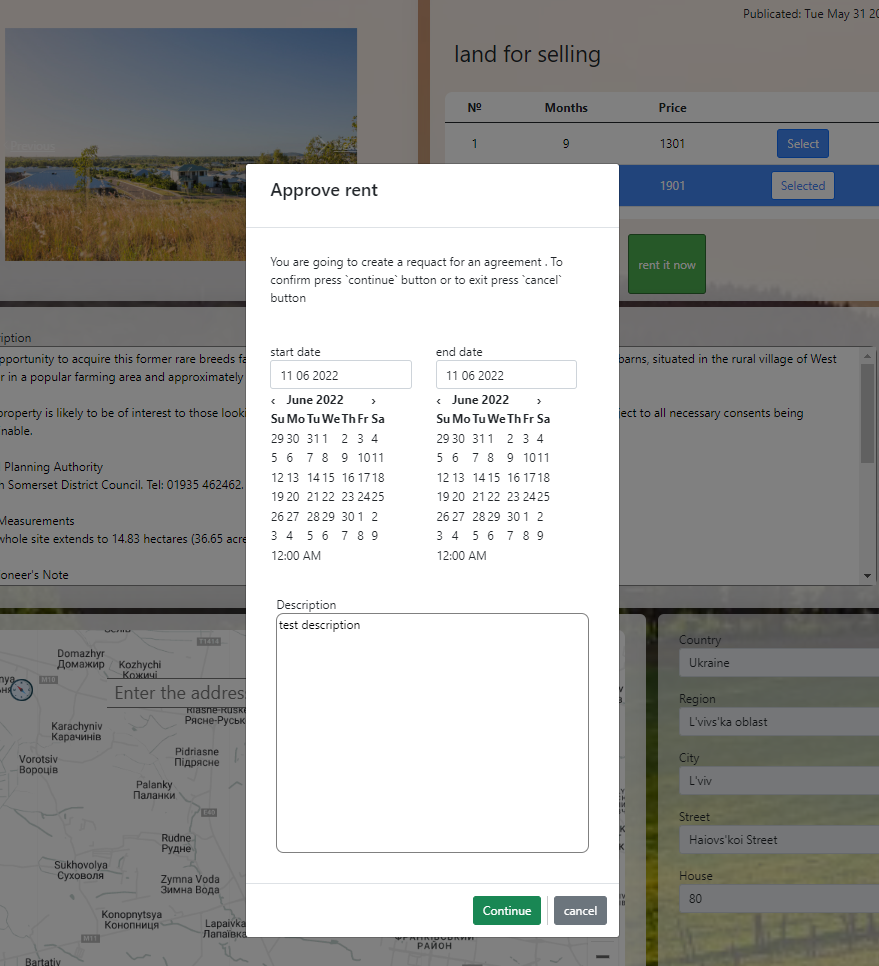 Publicated: Tue May 31 20
land for selling
№ Months Price
1 9 1301 Select
1901 Selected
rent it now
Approve rent
You are going to create a requact for an agreement . To
confirm press `continue` button or to exit press `cancel`
button
start date
11 06 2022
‹ June 2022 ›
Su Mo Tu We Th Fr Sa
29 30 31 1 2 3 4
5 6 7 8 9 10 11
12 13 14 15 16 17 18
19 20 21 22 23 24 25
26 27 28 29 30 1 2
3 4 5 6 7 8 9
12:00 AM
end date
11 06 2022
‹ June 2022 ›
Su Mo Tu We Th Fr Sa
29 30 31 1 2 3 4
5 6 7 8 9 10 11
12 13 14 15 16 17 18
19 20 21 22 23 24 25
26 27 28 29 30 1 2
3 4 5 6 7 8 9
12:00 AM
Description
test description
Continue cancel
iption
pportunity to acquire this former rare breeds fa
barns, situated in the rural village of West
r in a popular farming area and approximately
property is likely to be of interest to those looki
ject to all necessary consents being
nable.
Planning Authority
n Somerset District Council. Tel: 01935 462462.
Measurements
whole site extends to 14.83 hectares (36.65 acre
ioneer's Note
T1414
Domazhyr
Домажир
Kozhychi
Кожичі
M10
Enter the addres
Riasne-Ruske
Рясне-Руськ
Karachyniv
Карачинів
Vorotsiv
Вороців
Pidriasne
Підрясне
Palanky
Паланки
E40
Rudne
Рудне
Sukhovolya
Суховоля
Zymna Voda
Зимна Вода
Konopnytsya
Конопниця
Lapaivk
Лапаївка
M11
ФРАНКІВСЬКИЙ
РАЙОН
Bartativ
Country
Ukraine
Region
L'vivs'ka oblast
City
L'viv
Street
Haiovs'koi Street
House
80